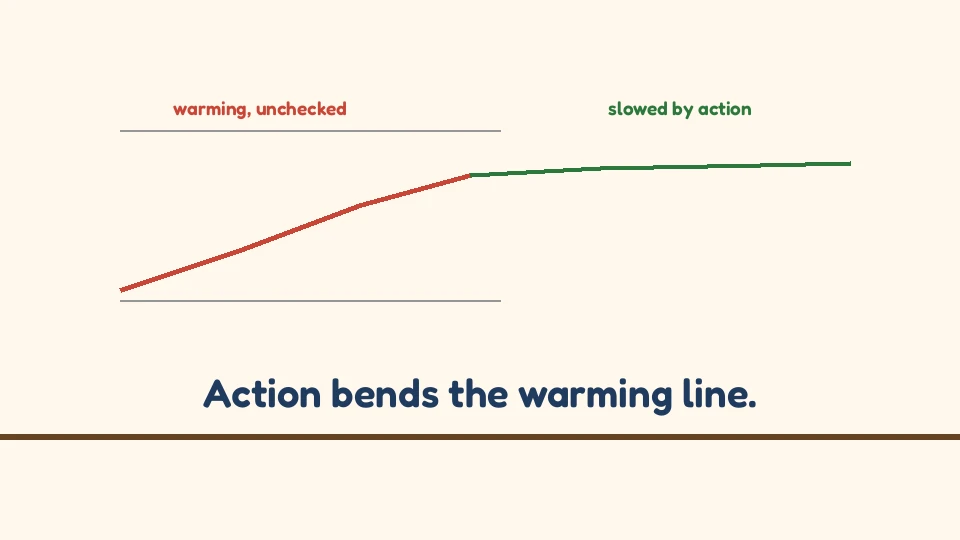 warming, unchecked
slowed by action
Action bends the warming line.